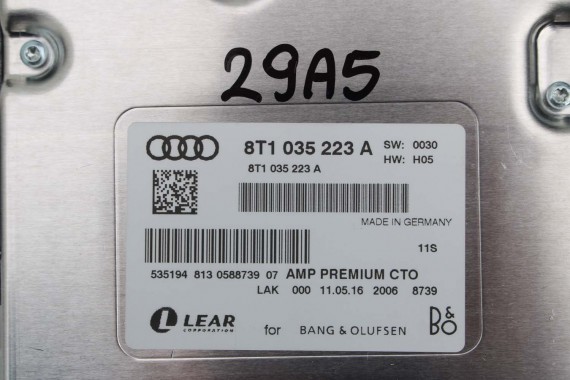 29A5
8T1 035 223 A SW: 0030
8T1 035 223 A HW: H05
MADE IN GERMANY
11S
535194 813 0588739 07 AMP PREMIUM CTO
LAK 000 11.05.16 2006 8739
LEAR
CORPORATION
for BANG & OLUFSEN B&O